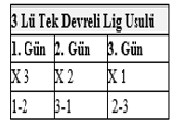 3 Lü Tek Devreli Lig Usulü
1. Gün 2. Gün 3. Gün
X 3 X 2 X 1
1-2 3-1 2-3